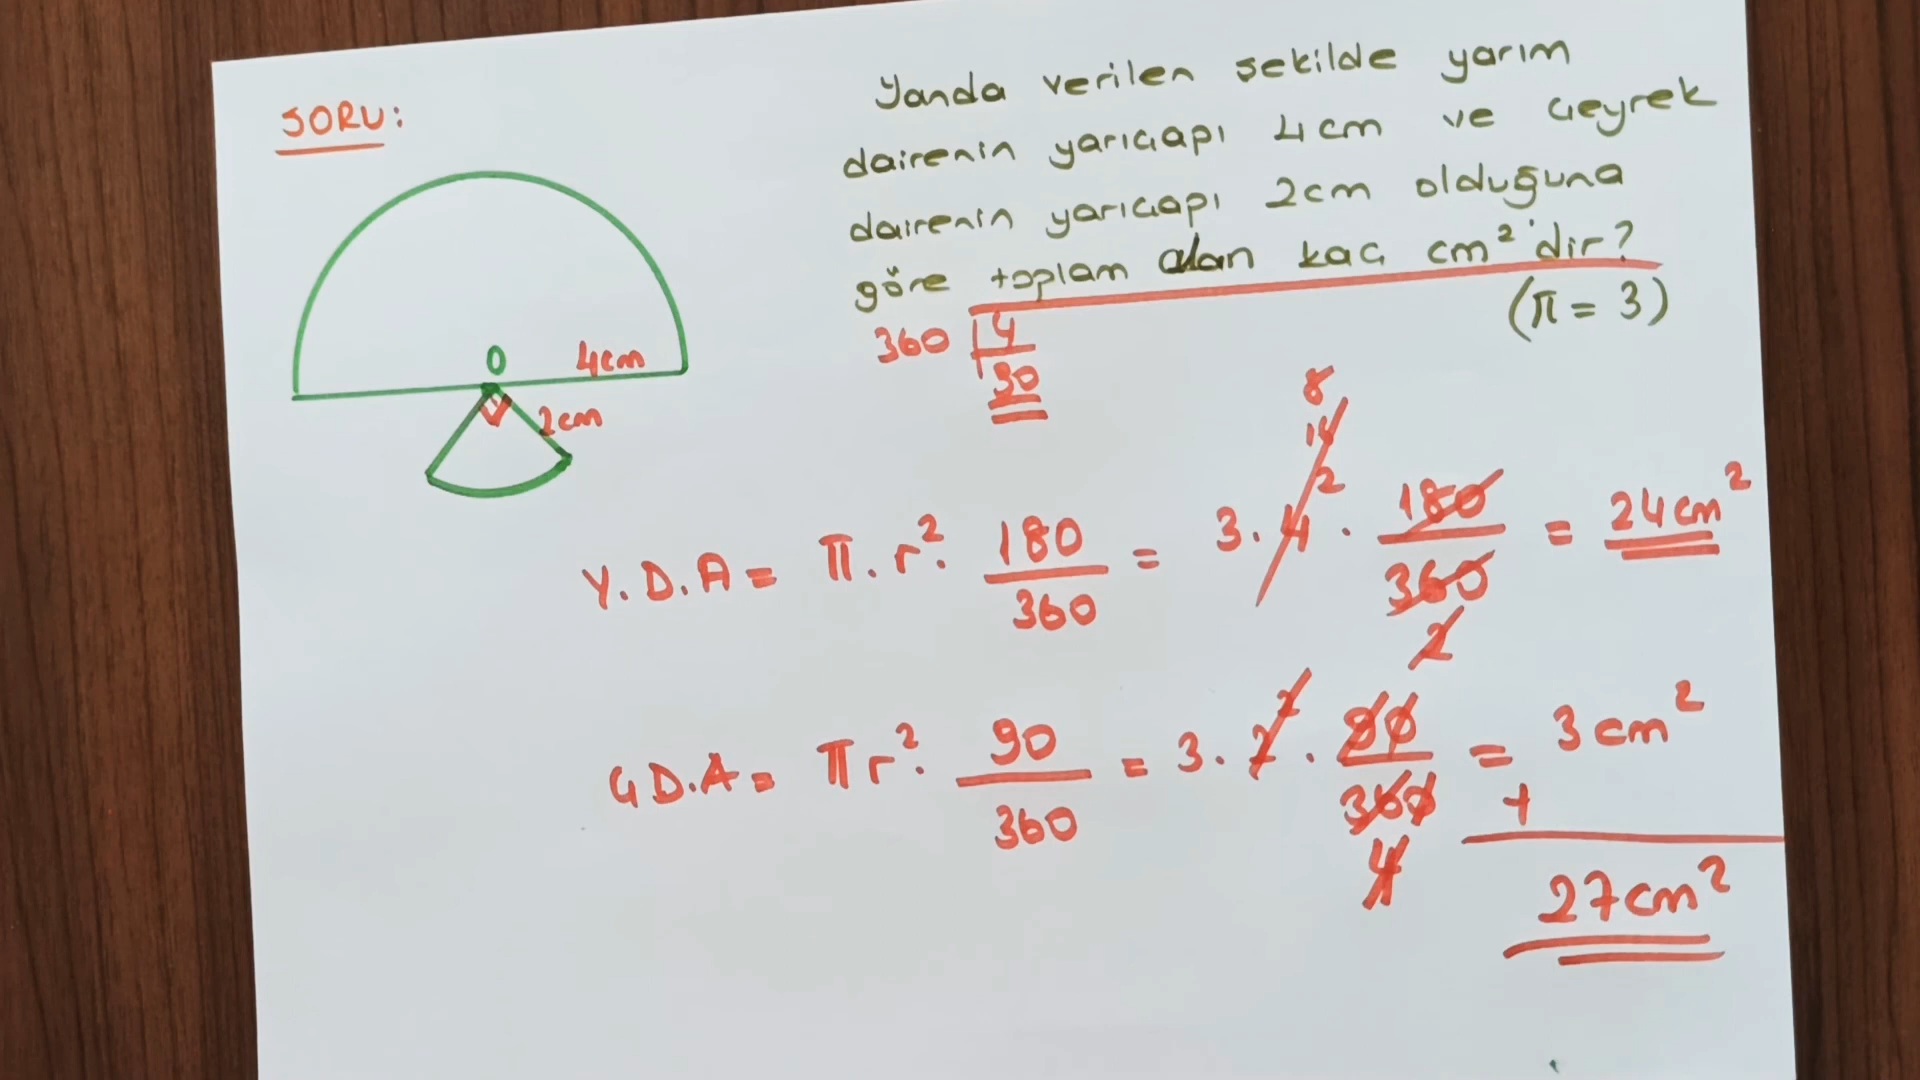 SORU:
Yanda verilen şekilde yarım
dairenin yarıçapı 4cm ve çeyrek
dairenin yarıçapı 2cm olduğuna
göre toplam alan kaç cm²'dir?
(π = 3)
360 4
90
O 4cm
2cm
8
16
Y.D.A = π.r². 180/360 = 3.4². 180/360 = 24cm²
2
Ç.D.A = πr². 90/360 = 3.2². 90/360 = 3cm²
4 +
27cm²